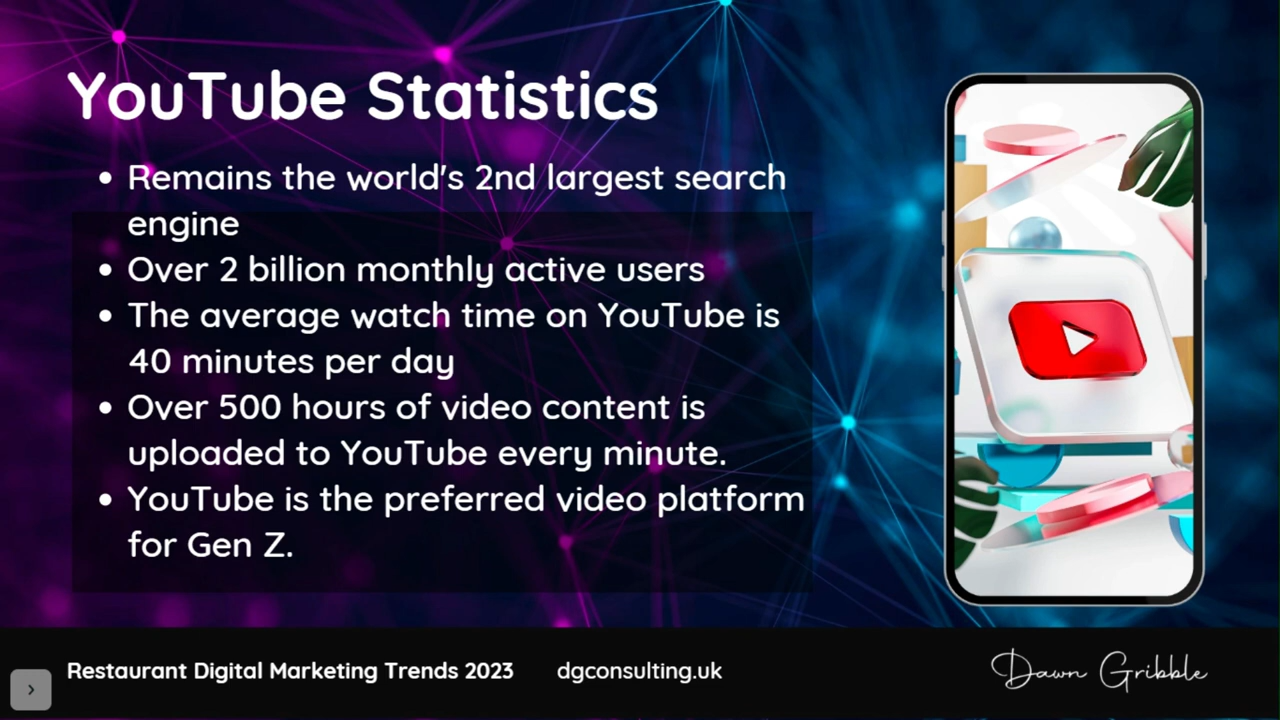 YouTube Statistics
• Remains the world's 2nd largest search
engine
• Over 2 billion monthly active users
• The average watch time on YouTube is
40 minutes per day
• Over 500 hours of video content is
uploaded to YouTube every minute.
• YouTube is the preferred video platform
for Gen Z.
Restaurant Digital Marketing Trends 2023 dgconsulting.uk Dawn Gribble